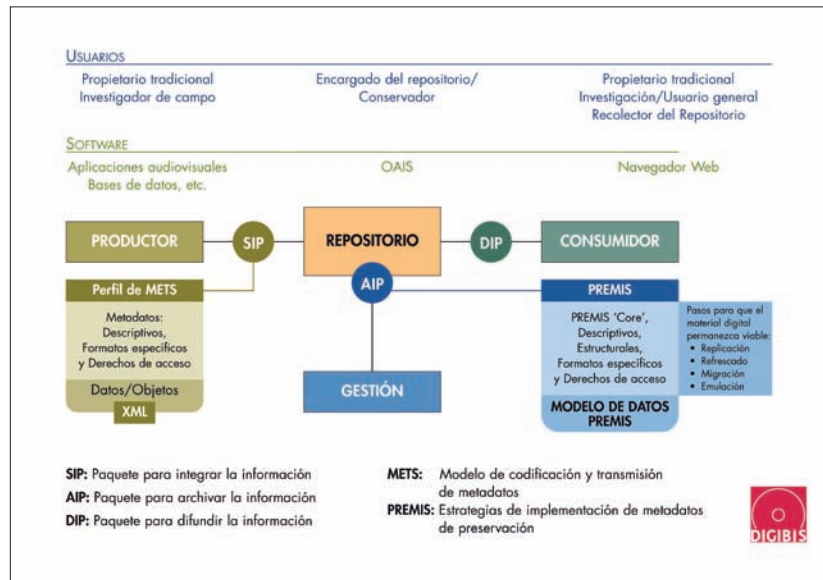 USUARIOS
Propietario tradicional
Investigador de campo
Encargado del repositorio/
Conservador
Propietario tradicional
Investigación/Usuario general
Recolector del Repositorio
SOFTWARE
Aplicaciones audiovisuales
Bases de datos, etc.
OAIS
Navegador Web
PRODUCTOR
SIP
REPOSITORIO
DIP
CONSUMIDOR
AIP
Perfil de METS
Metadatos:
Descriptivos,
Formatos específicos
y Derechos de acceso
Datos/Objetos
XML
GESTIÓN
PREMIS
PREMIS ‘Core’,
Descriptivos,
Estructurales,
Formatos específicos
y Derechos de acceso
MODELO DE DATOS
PREMIS
Pasos para que el
material digital
permanezca viable:
• Replicación
• Refrescado
• Migración
• Emulación
SIP: Paquete para integrar la información
AIP: Paquete para archivar la información
DIP: Paquete para difundir la información
METS: Modelo de codificación y transmisión
de metadatos
PREMIS: Estrategias de implementación de metadatos
de preservación
DIGIBIS